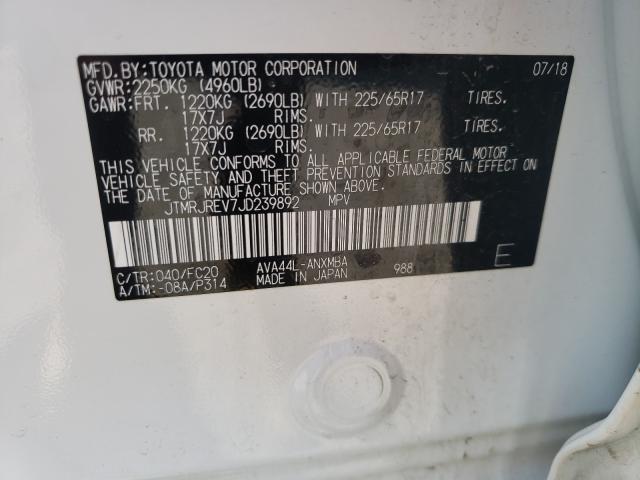 MFD.BY:TOYOTA MOTOR CORPORATION 07/18
GVWR:2250KG (4960LB)
GAWR:FRT. 1220KG (2690LB) WITH 225/65R17 TIRES.
17X7J RIMS.
RR. 1220KG (2690LB) WITH 225/65R17 TIRES.
17X7J RIMS.
THIS VEHICLE CONFORMS TO ALL APPLICABLE FEDERAL MOTOR
VEHICLE SAFETY AND THEFT PREVENTION STANDARDS IN EFFECT ON
THE DATE OF MANUFACTURE SHOWN ABOVE.
JTMRJREV7JD239892 MPV
C/TR:040/FC20 AVA44L-ANXMBA 988 E
A/TM:-08A/P314 MADE IN JAPAN